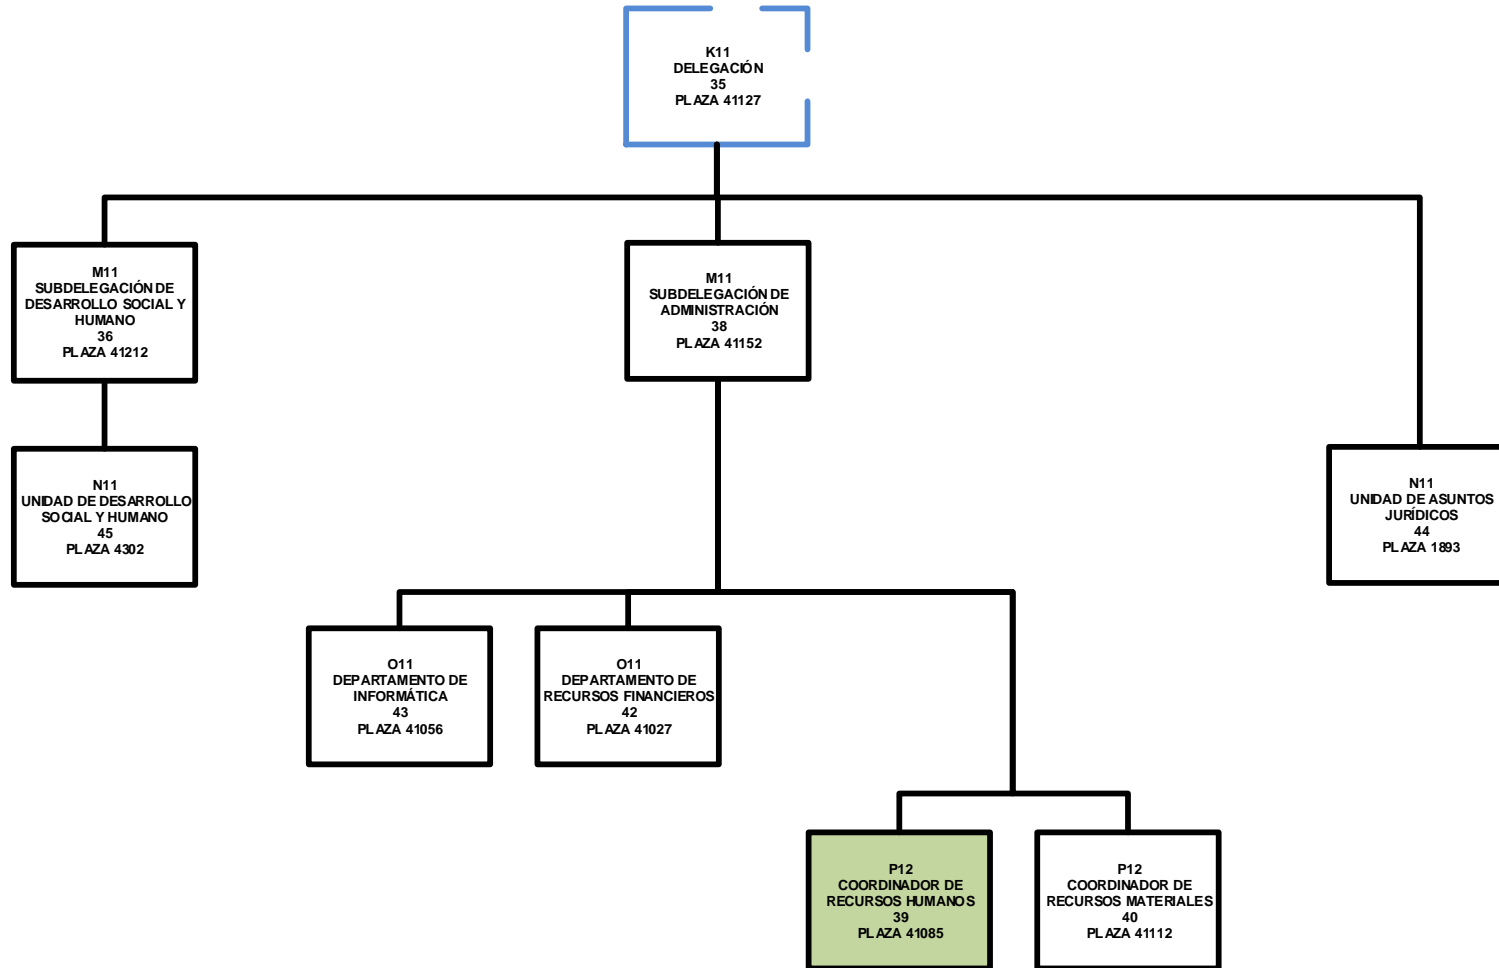 K11
DELEGACIÓN
35
PLAZA 41127
M11
SUBDELEGACIÓN DE
DESARROLLO SOCIAL Y
HUMANO
36
PLAZA 41212
M11
SUBDELEGACIÓN DE
ADMINISTRACIÓN
38
PLAZA 41152
N11
UNIDAD DE DESARROLLO
SOCIAL Y HUMANO
45
PLAZA 4302
N11
UNIDAD DE ASUNTOS
JURÍDICOS
44
PLAZA 1893
O11
DEPARTAMENTO DE
INFORMÁTICA
43
PLAZA 41056
O11
DEPARTAMENTO DE
RECURSOS FINANCIEROS
42
PLAZA 41027
P12
COORDINADOR DE
RECURSOS HUMANOS
39
PLAZA 41085
P12
COORDINADOR DE
RECURSOS MATERIALES
40
PLAZA 41112